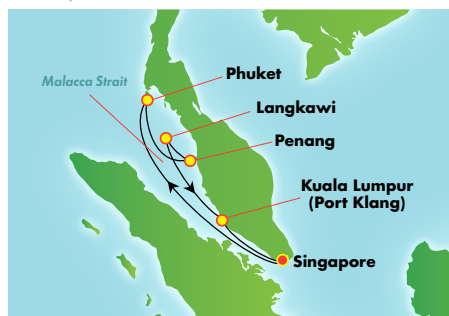 Phuket
Malacca Strait
Langkawi
Penang
Kuala Lumpur
(Port Klang)
Singapore